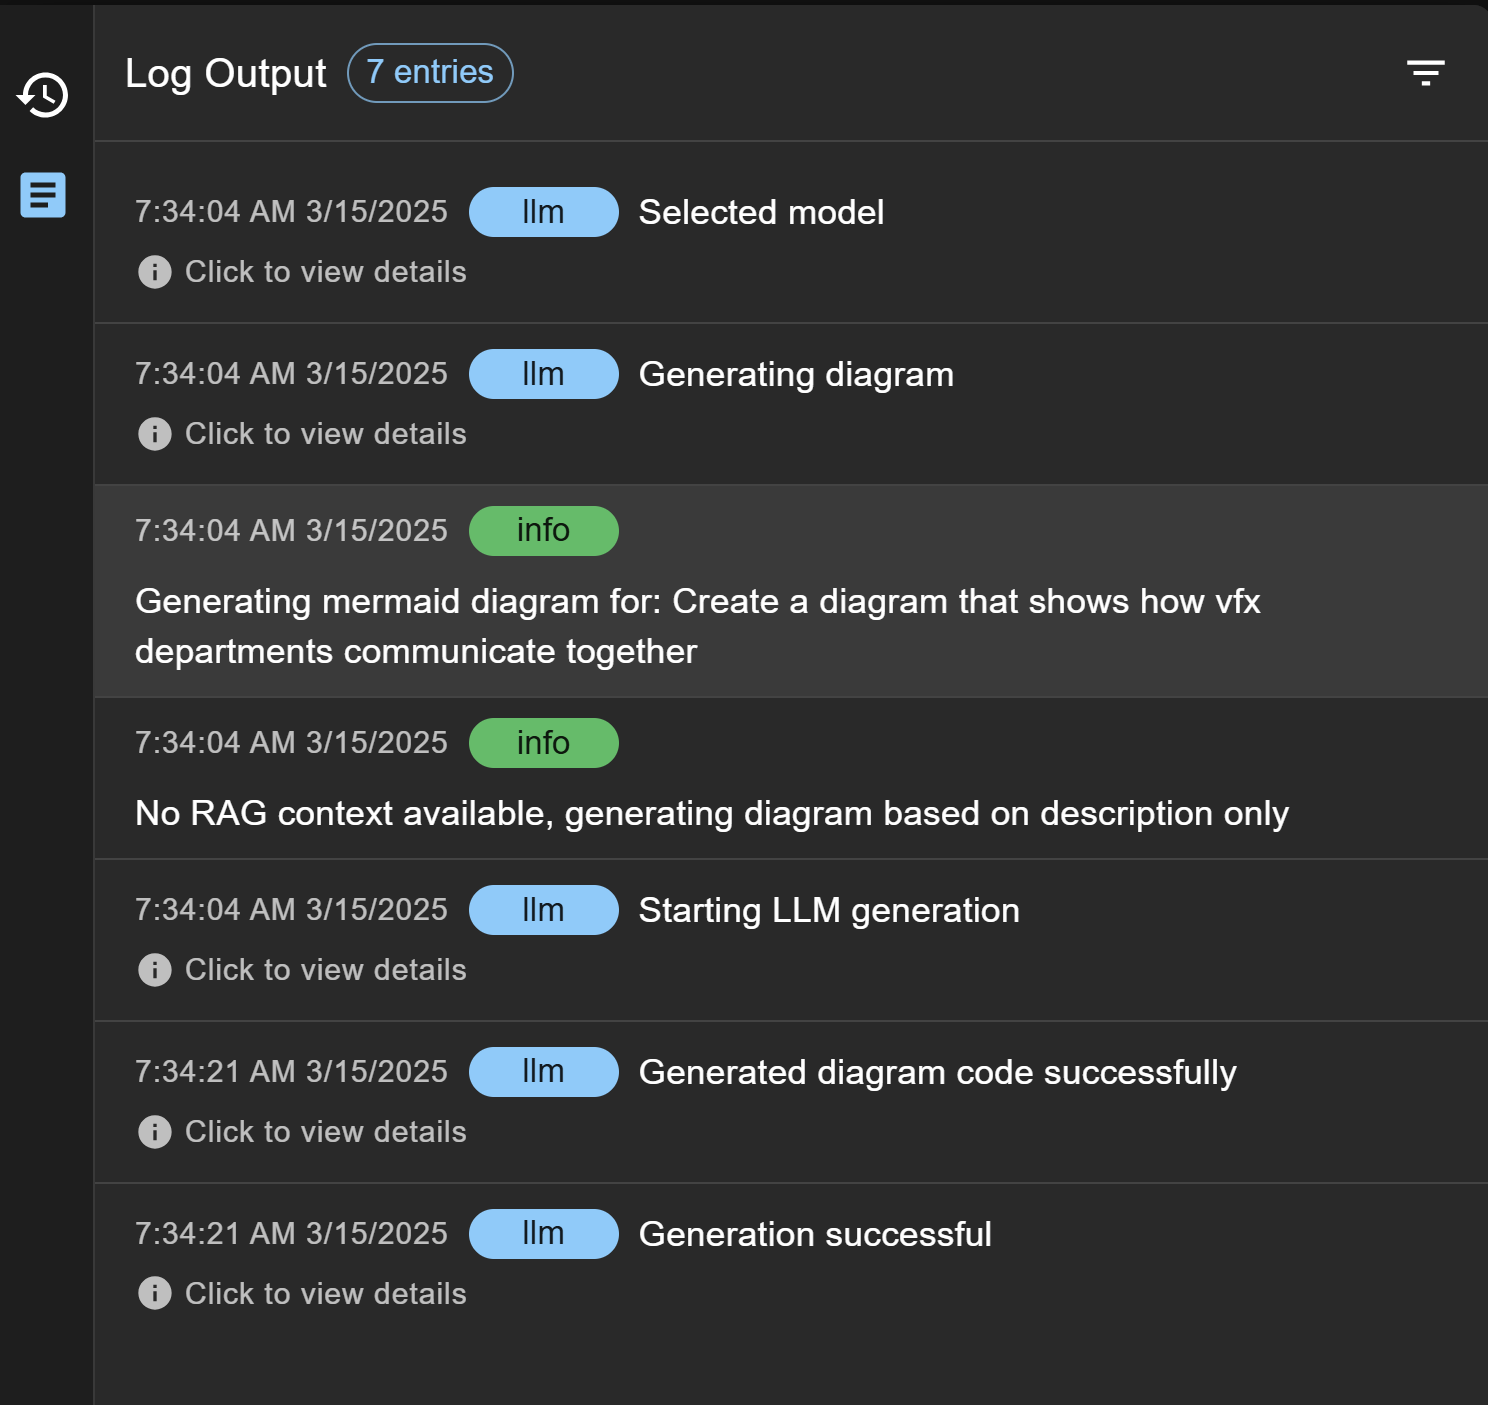 Log Output 7 entries
7:34:04 AM 3/15/2025 llm Selected model
Click to view details
7:34:04 AM 3/15/2025 llm Generating diagram
Click to view details
7:34:04 AM 3/15/2025 info
Generating mermaid diagram for: Create a diagram that shows how vfx
departments communicate together
7:34:04 AM 3/15/2025 info
No RAG context available, generating diagram based on description only
7:34:04 AM 3/15/2025 llm Starting LLM generation
Click to view details
7:34:21 AM 3/15/2025 llm Generated diagram code successfully
Click to view details
7:34:21 AM 3/15/2025 llm Generation successful
Click to view details